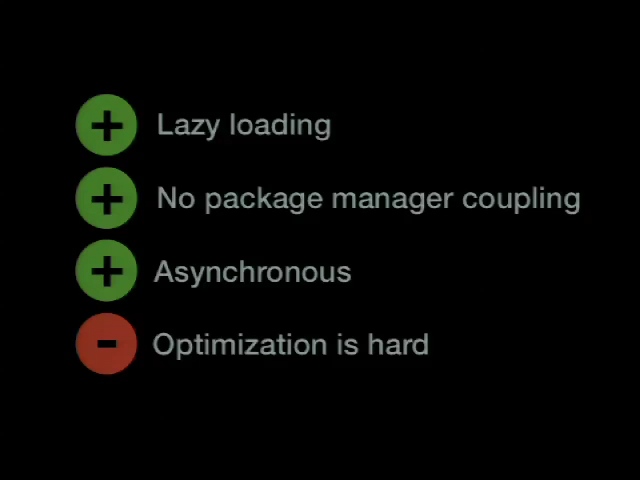 + Lazy loading
+ No package manager coupling
+ Asynchronous
- Optimization is hard